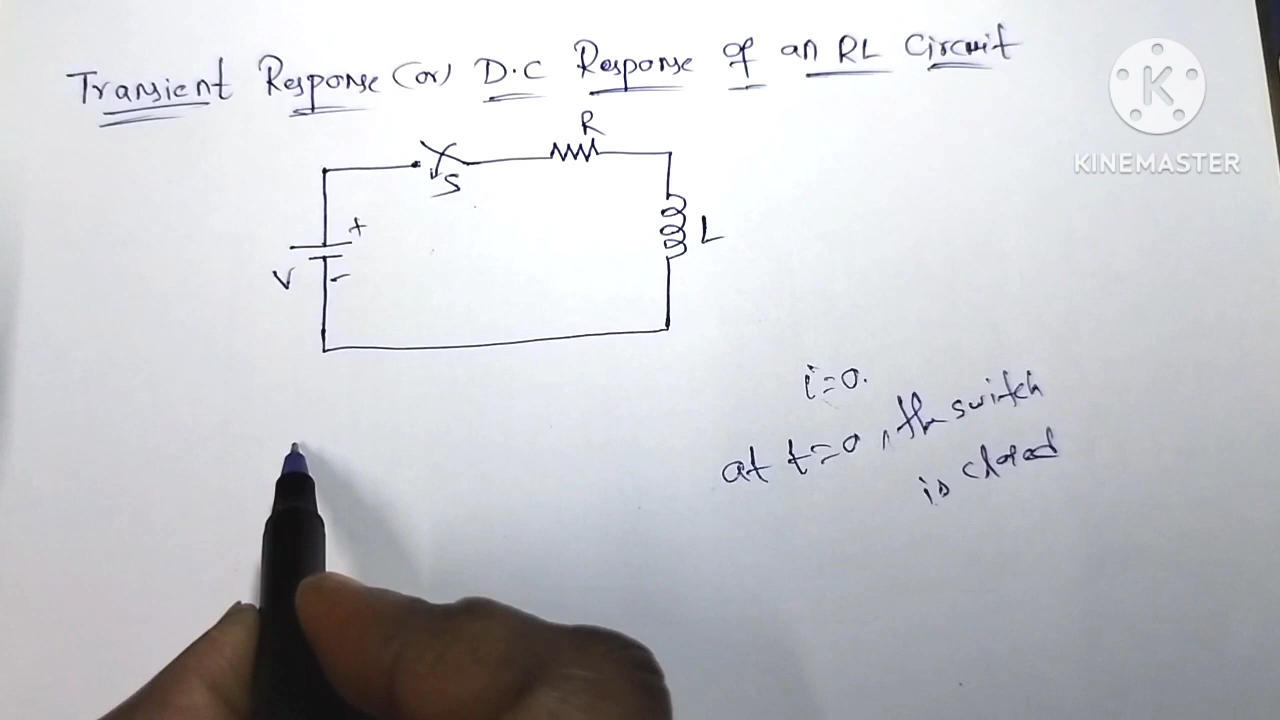 Transient Response (or) D.C Response of an RL Circuit
K
KINEMASTER
R
S
+
L
V
-
i=0.
at t=0, the switch
is closed